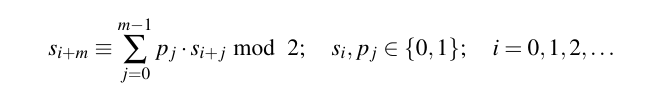 s_{i+m} ≡ \sum_{j=0}^{m-1} p_j · s_{i+j} mod 2; s_i, p_j ∈ {0,1}; i = 0,1,2,...